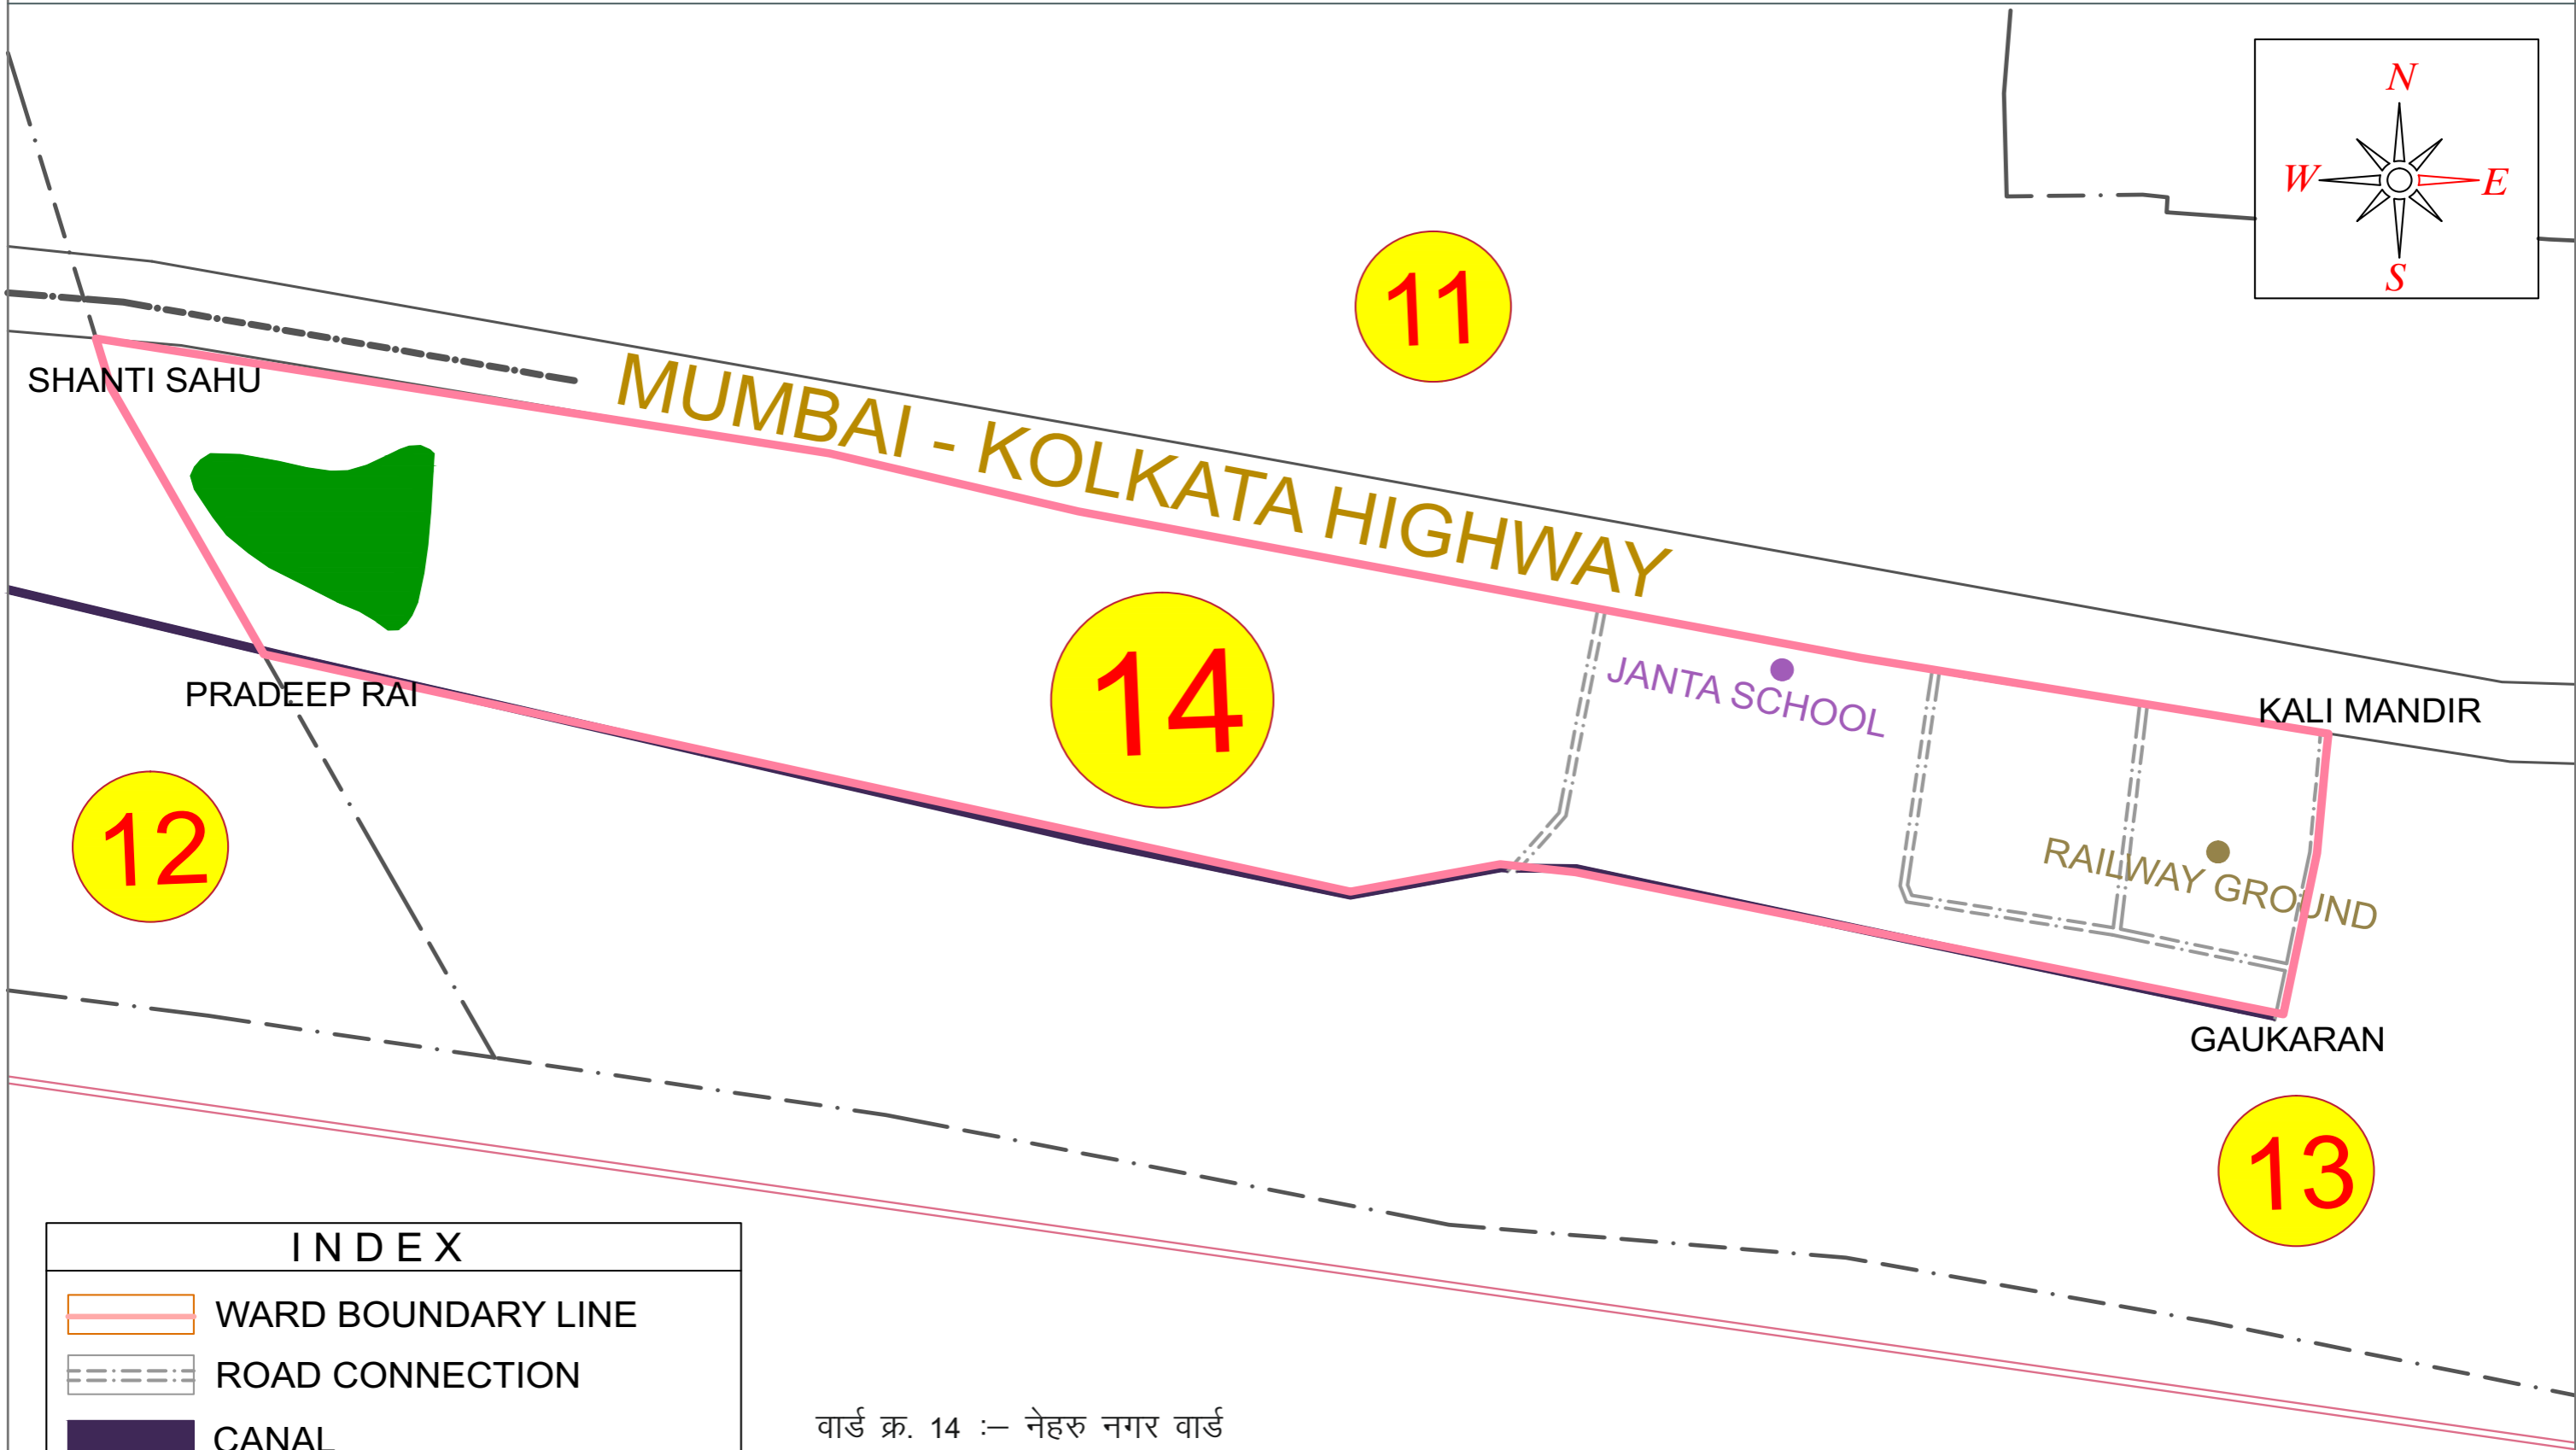 N
W
E
S
11
SHANTI SAHU
MUMBAI - KOLKATA HIGHWAY
14
JANTA SCHOOL
KALI MANDIR
PRADEEP RAI
12
RAILWAY GROUND
GAUKARAN
13
INDEX
WARD BOUNDARY LINE
ROAD CONNECTION
CANAL
वार्ड क्र. 14 :– नेहरु नगर वार्ड